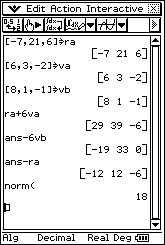 Edit Action Interactive
[-7,21,6]⇒ra
[-7 21 6]
[6,3,-2]⇒va
[6 3 -2]
[8,1,-1]⇒vb
[8 1 -1]
ra+6va
[29 39 -6]
ans-6vb
[-19 33 0]
ans-ra
[-12 12 -6]
norm(
18
Alg Decimal Real Deg